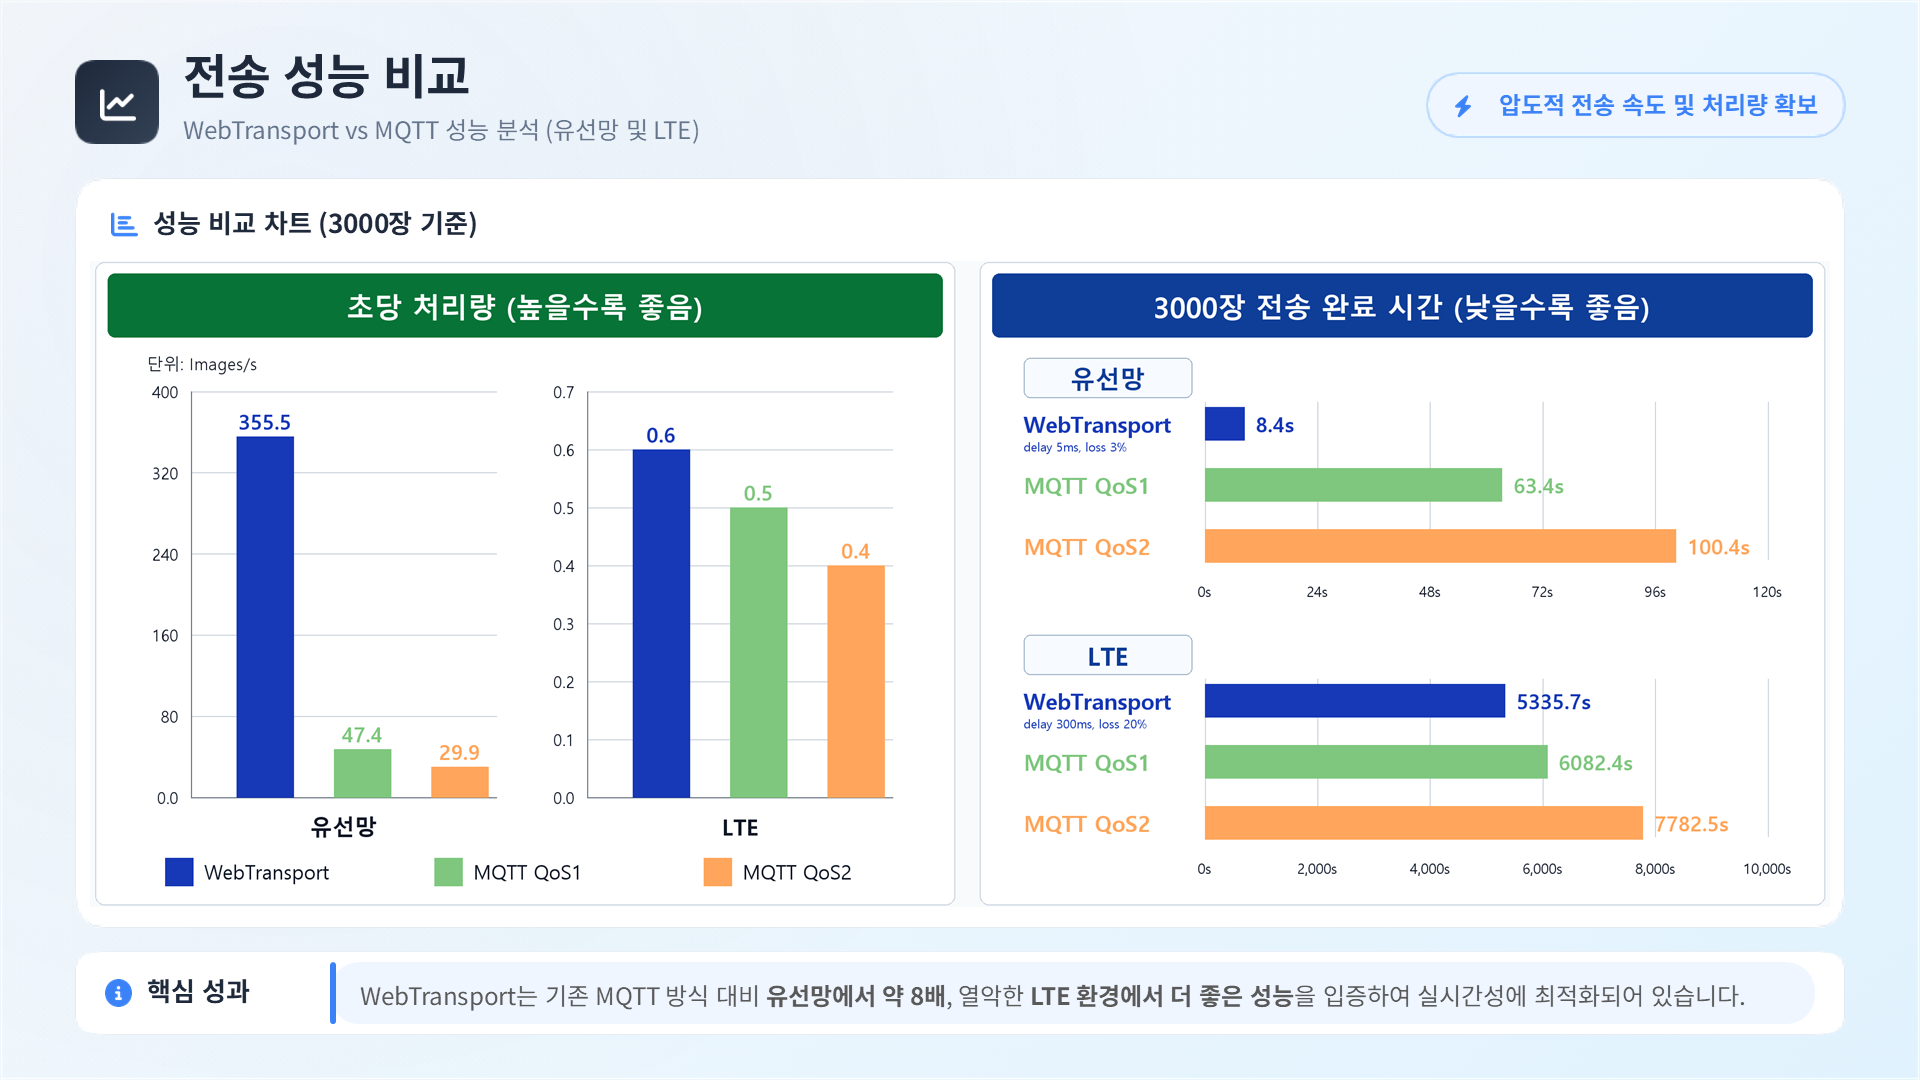 전송 성능 비교
WebTransport vs MQTT 성능 분석 (유선망 및 LTE)
압도적 전송 속도 및 처리량 확보
성능 비교 차트 (3000장 기준)
초당 처리량 (높을수록 좋음)
단위: Images/s
400
320
240
160
80
0.0
355.5
47.4
29.9
유선망
0.7
0.6
0.5
0.4
0.3
0.2
0.1
0.0
0.6
0.5
0.4
LTE
WebTransport
MQTT QoS1
MQTT QoS2
3000장 전송 완료 시간 (낮을수록 좋음)
유선망
WebTransport
8.4s
delay 5ms, loss 3%
MQTT QoS1
63.4s
MQTT QoS2
100.4s
0s
24s
48s
72s
96s
120s
LTE
WebTransport
5335.7s
delay 300ms, loss 20%
MQTT QoS1
6082.4s
MQTT QoS2
7782.5s
0s
2,000s
4,000s
6,000s
8,000s
10,000s
핵심 성과
WebTransport는 기존 MQTT 방식 대비 유선망에서 약 8배, 열악한 LTE 환경에서 더 좋은 성능을 입증하여 실시간성에 최적화되어 있습니다.